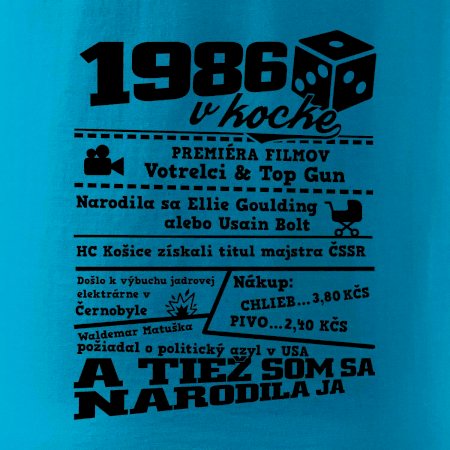 1986
v kocke
PREMIÉRA FILMOV
Votrelci & Top Gun
Narodila sa Ellie Goulding
alebo Usain Bolt
HC Košice získali titul majstra ČSSR
Došlo k výbuchu jadrovej
elektrárne v
Černobyle
Nákup:
CHLIEB...3,80 KČS
PIVO...2,40 KČS
Waldemar Matuška
požiadal o politický azyl v USA
A TIEŽ SOM SA
NARODILA JA